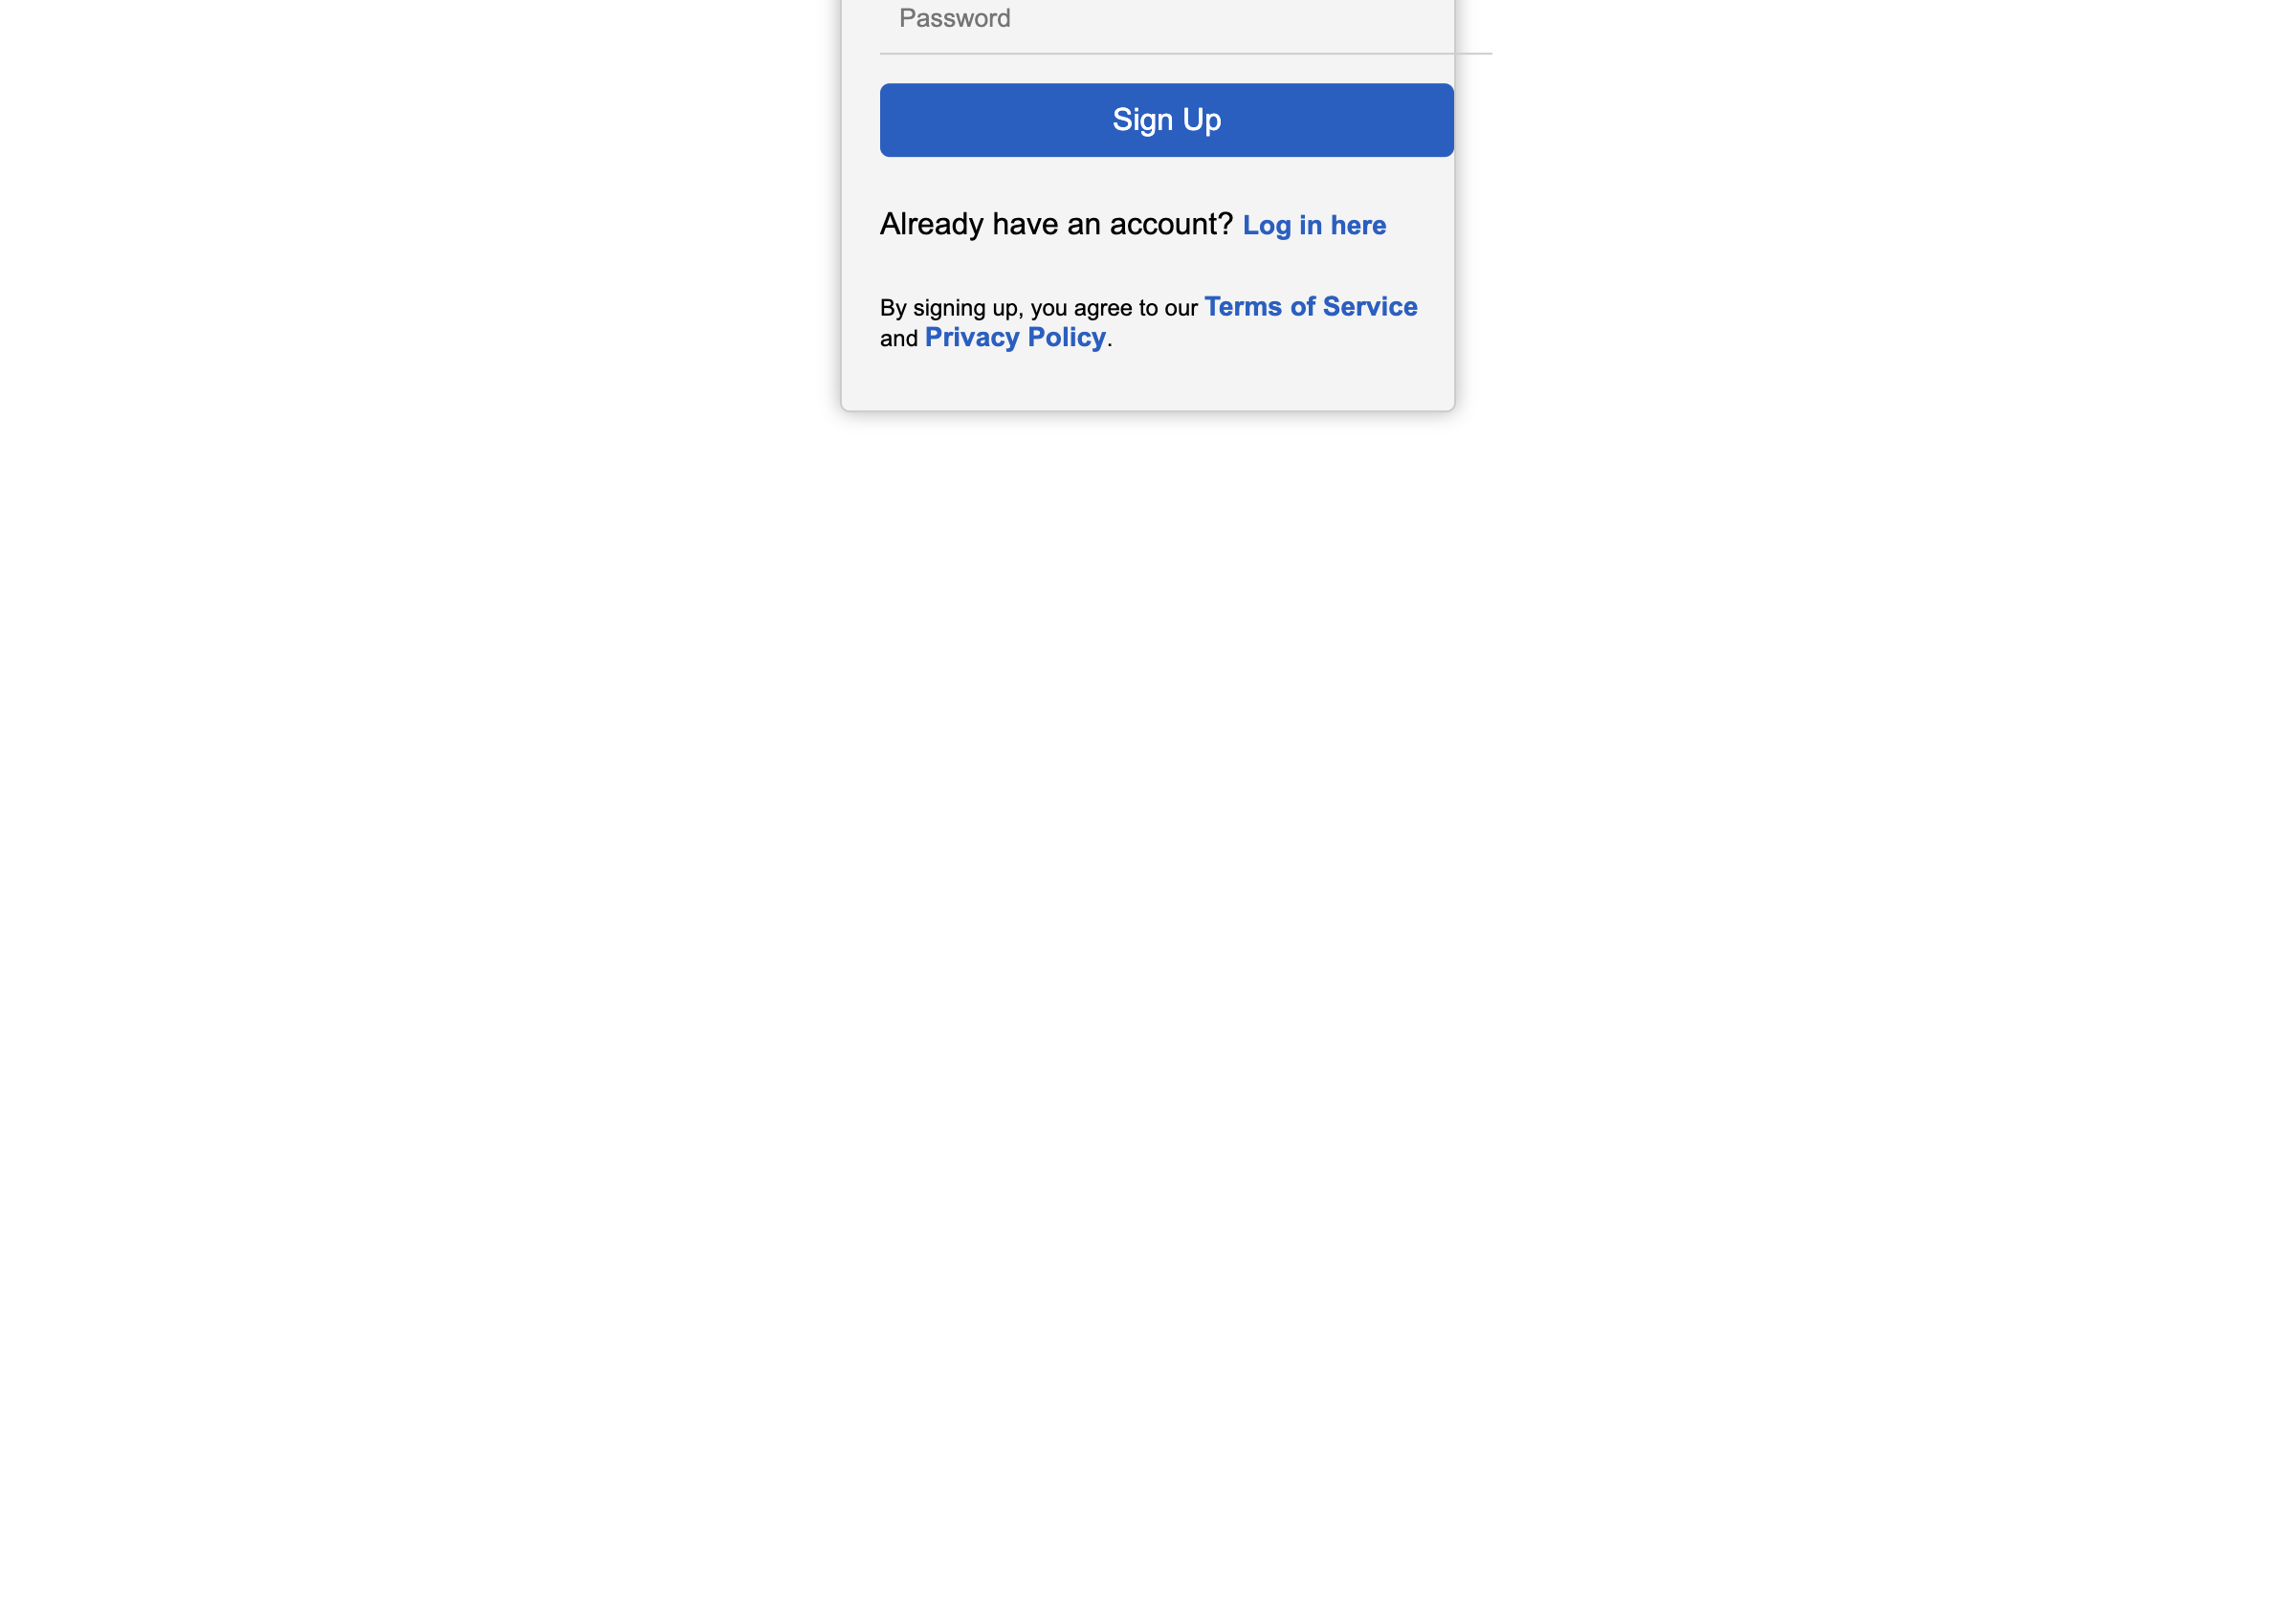 Password
Sign Up
Already have an account? Log in here
By signing up, you agree to our Terms of Service
and Privacy Policy.